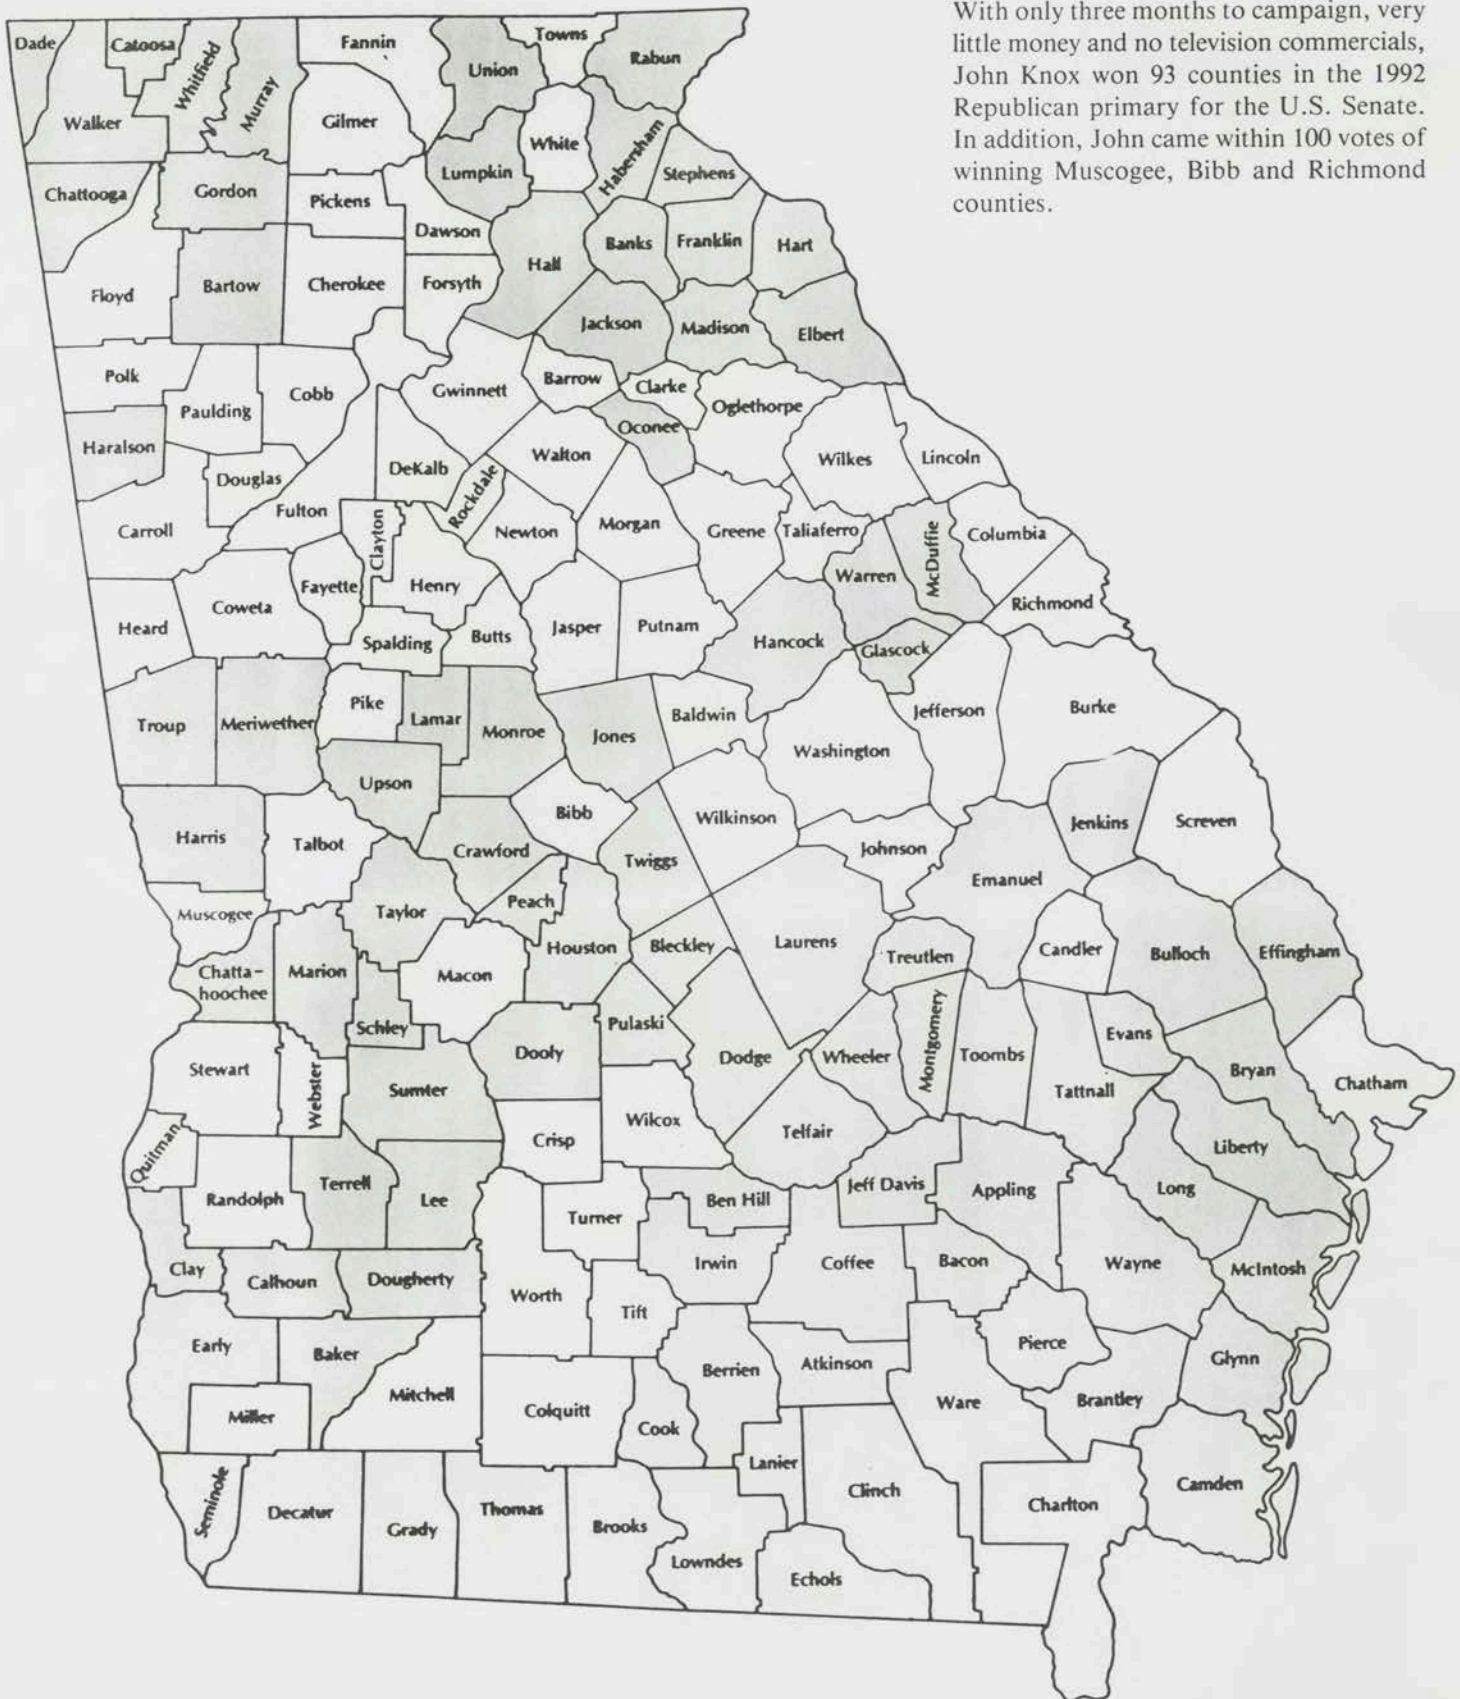 With only three months to campaign, very
little money and no television commercials,
John Knox won 93 counties in the 1992
Republican primary for the U.S. Senate.
In addition, John came within 100 votes of
winning Muscogee, Bibb and Richmond
counties.
Dade
Catoosa
Whitfield
Murray
Fannin
Union
Towns
Rabun
Walker
Gilmer
White
Habersham
Lumpkin
Stephens
Chattooga
Gordon
Pickens
Dawson
Banks
Franklin
Hart
Hall
Floyd
Bartow
Cherokee
Forsyth
Jackson
Madison
Elbert
Polk
Paulding
Cobb
Gwinnett
Barrow
Clarke
Oglethorpe
Oconee
Haralson
Douglas
DeKalb
Rockdale
Walton
Wilkes
Lincoln
Carroll
Fulton
Clayton
Newton
Morgan
Greene
Taliaferro
McDuffie
Columbia
Warren
Heard
Coweta
Fayette
Henry
Richmond
Spalding
Butts
Jasper
Putnam
Hancock
Glascock
Troup
Meriwether
Pike
Lamar
Monroe
Jones
Baldwin
Jefferson
Burke
Washington
Upson
Harris
Talbot
Bibb
Wilkinson
Jenkins
Screven
Crawford
Twiggs
Johnson
Emanuel
Muscogee
Taylor
Peach
Houston
Bleckley
Laurens
Treutlen
Candler
Bulloch
Effingham
Chatta-
hoochee
Marion
Macon
Schley
Pulaski
Dooly
Dodge
Wheeler
Montgomery
Toombs
Evans
Tattnall
Bryan
Chatham
Stewart
Webster
Sumter
Wilcox
Crisp
Telfair
Liberty
Quitman
Randolph
Terrell
Lee
Turner
Ben Hill
Jeff Davis
Appling
Long
Clay
Calhoun
Dougherty
Worth
Irwin
Coffee
Bacon
Wayne
McIntosh
Tift
Early
Baker
Pierce
Glynn
Miller
Mitchell
Colquitt
Cook
Berrien
Atkinson
Ware
Brantley
Seminole
Decatur
Grady
Thomas
Brooks
Lanier
Clinch
Charlton
Camden
Lowndes
Echols